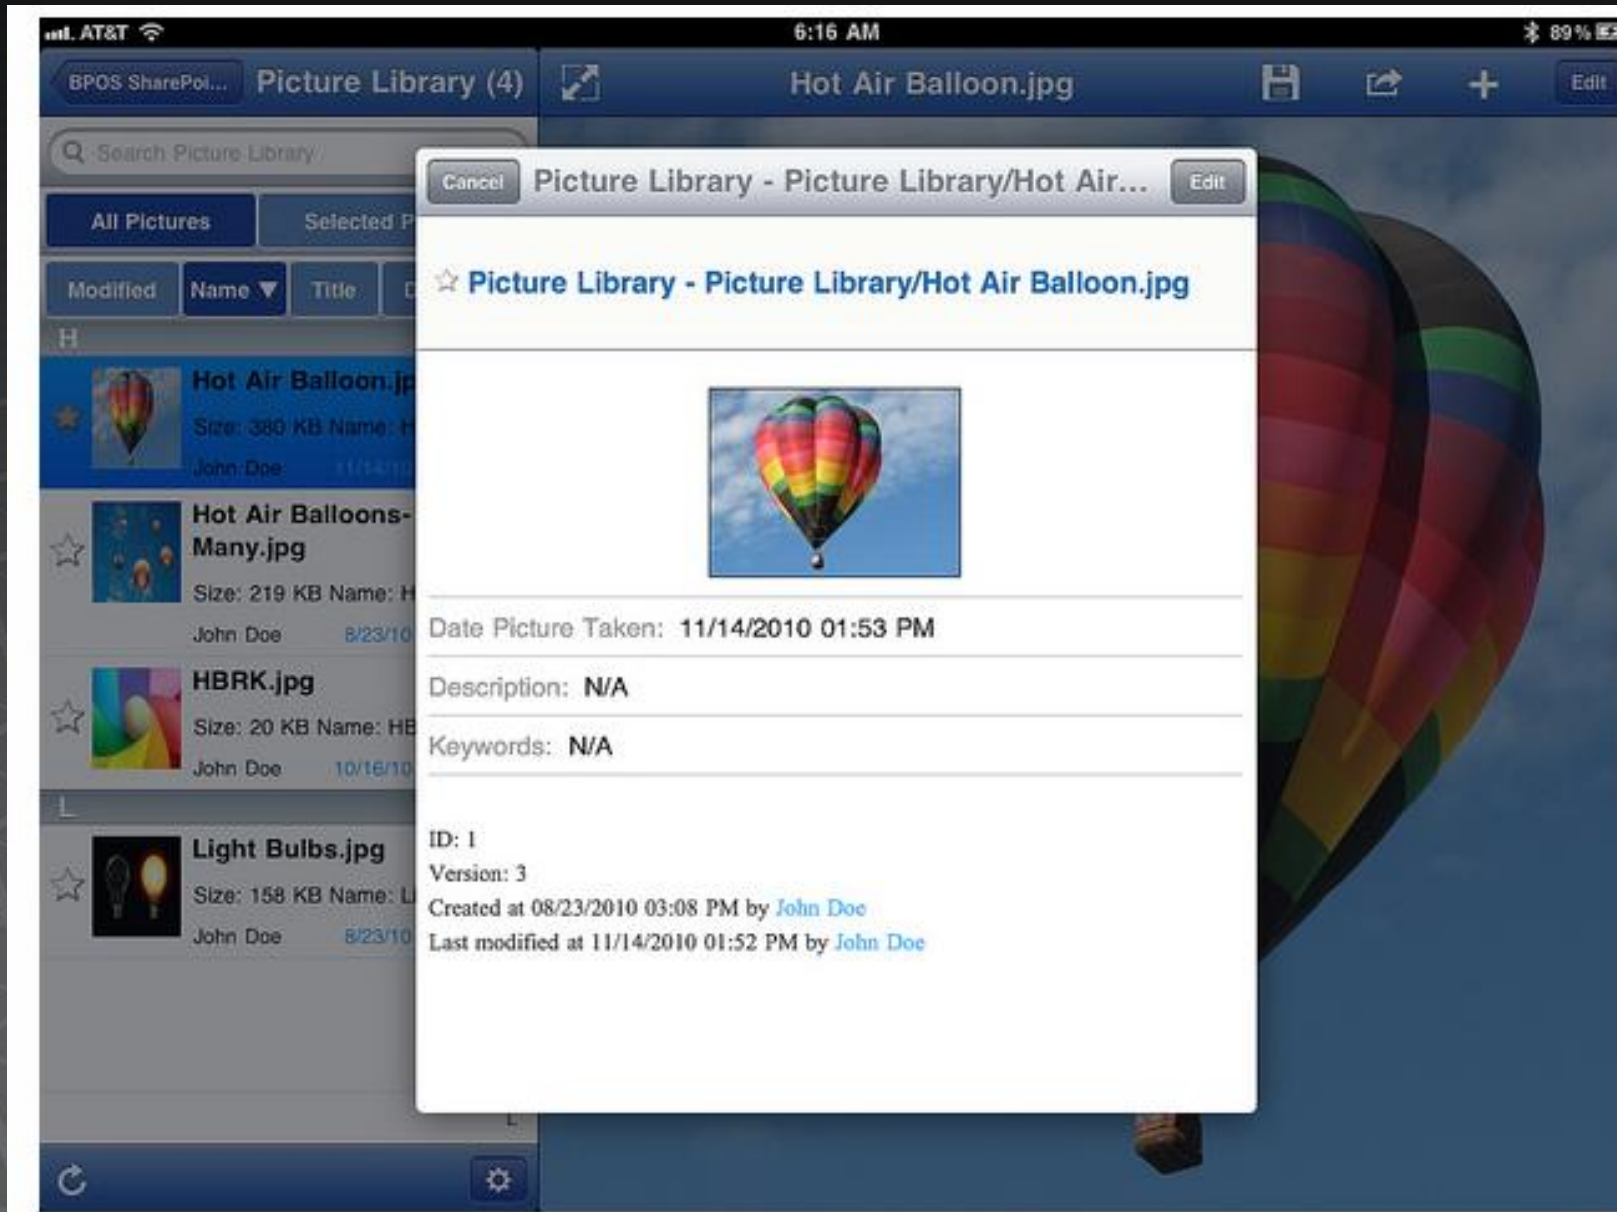 AT&T
6:16 AM
89%
BPOS SharePoi...
Picture Library (4)
Hot Air Balloon.jpg
Edit
Search Picture Library
Cancel
Picture Library - Picture Library/Hot Air...
Edit
All Pictures
Selected P
Modified
Name ▼
Title
Picture Library - Picture Library/Hot Air Balloon.jpg
H
Hot Air Balloon.jp
Size: 380 KB Name: H
John Doe 11/14/10
Hot Air Balloons-
Many.jpg
Size: 219 KB Name: H
John Doe 8/23/10
HBRK.jpg
Size: 20 KB Name: HB
John Doe 10/16/10
L
Light Bulbs.jpg
Size: 158 KB Name: Li
John Doe 8/23/10
Date Picture Taken: 11/14/2010 01:53 PM
Description: N/A
Keywords: N/A
ID: 1
Version: 3
Created at 08/23/2010 03:08 PM by John Doe
Last modified at 11/14/2010 01:52 PM by John Doe